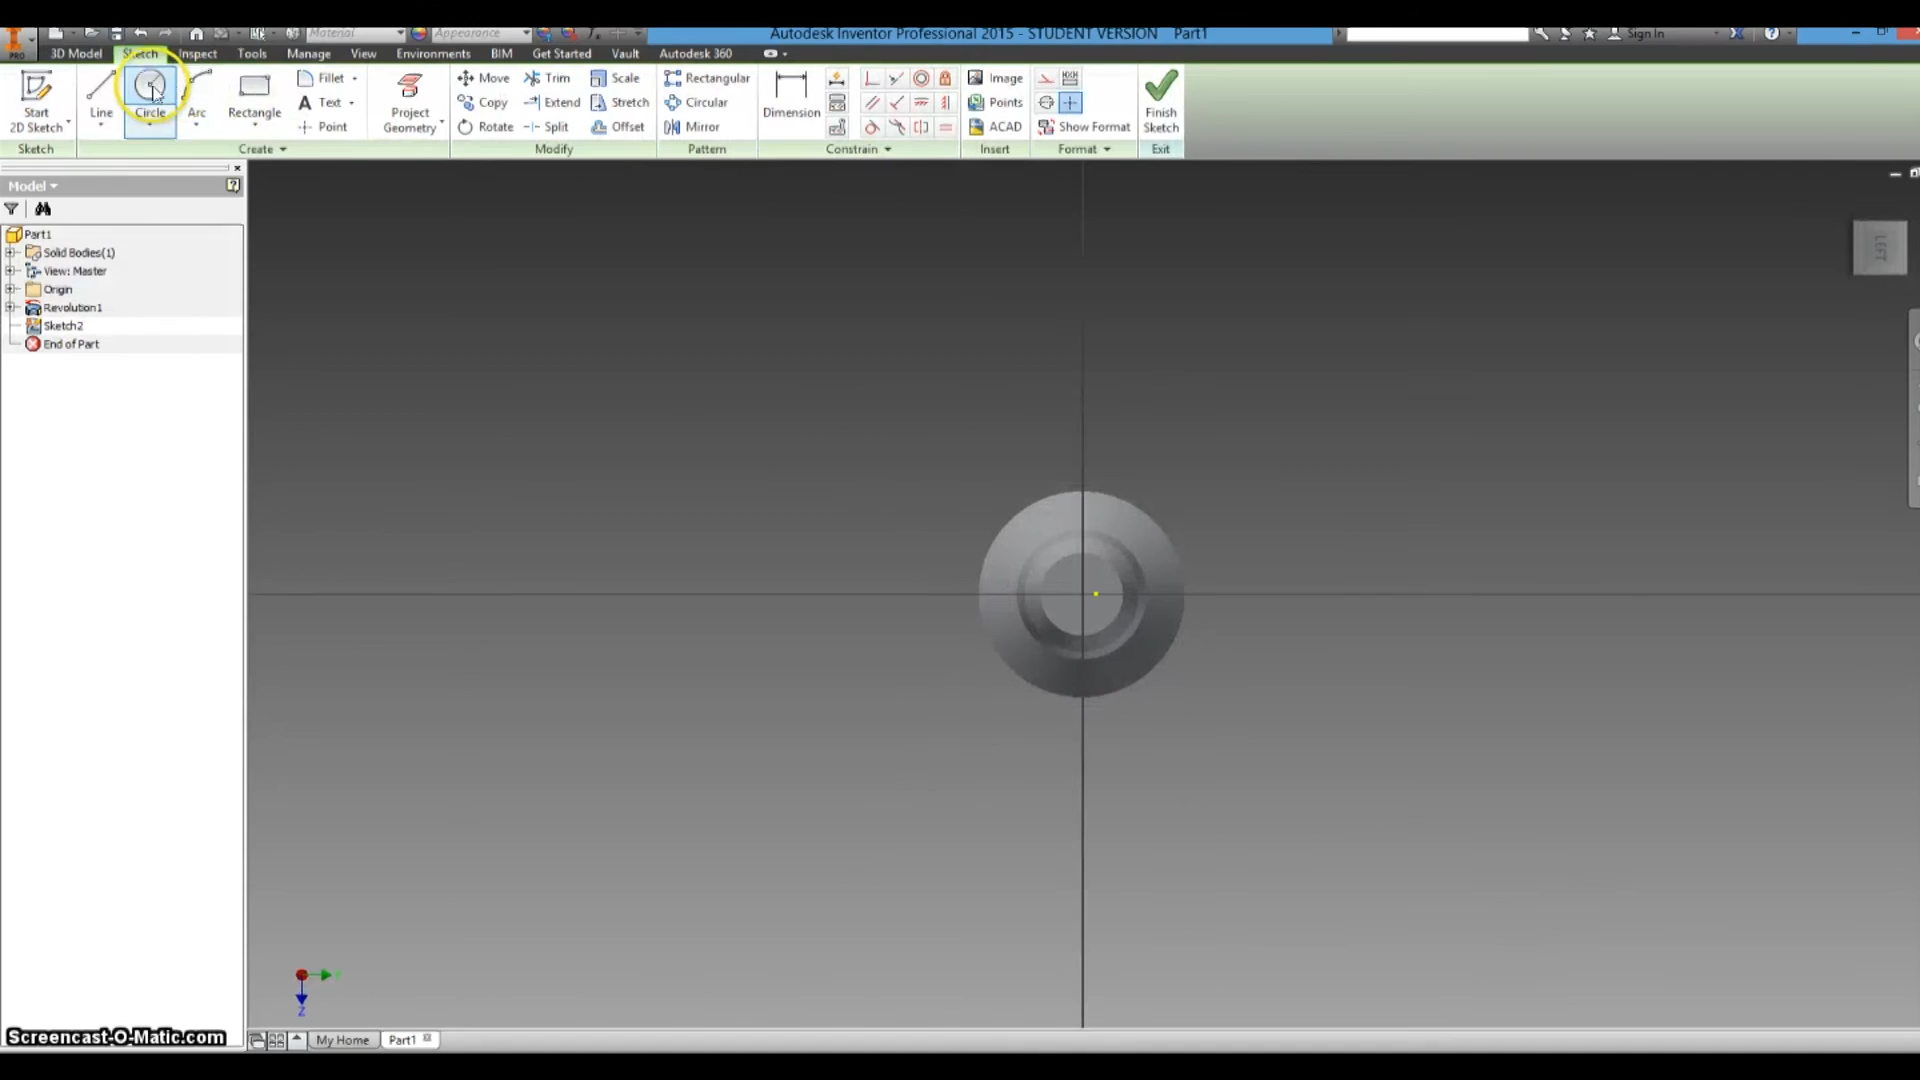 Material
Appearance
Autodesk Inventor Professional 2015 - STUDENT VERSION Part1
Sign In
PRO
3D Model Sketch Inspect Tools Manage View Environments BIM Get Started Vault Autodesk 360
Start
2D Sketch
Line
Circle
Arc
Rectangle
Fillet
Text
Point
Project
Geometry
Move
Copy
Rotate
Trim
Extend
Split
Scale
Stretch
Offset
Rectangular
Circular
Mirror
Dimension
Image
Points
ACAD
Show Format
Finish
Sketch
Sketch Create Modify Pattern Constrain Insert Format Exit
Model
Part1
Solid Bodies(1)
View: Master
Origin
Revolution1
Sketch2
End of Part
LEFT
Z
Screencast-O-Matic.com
My Home Part1